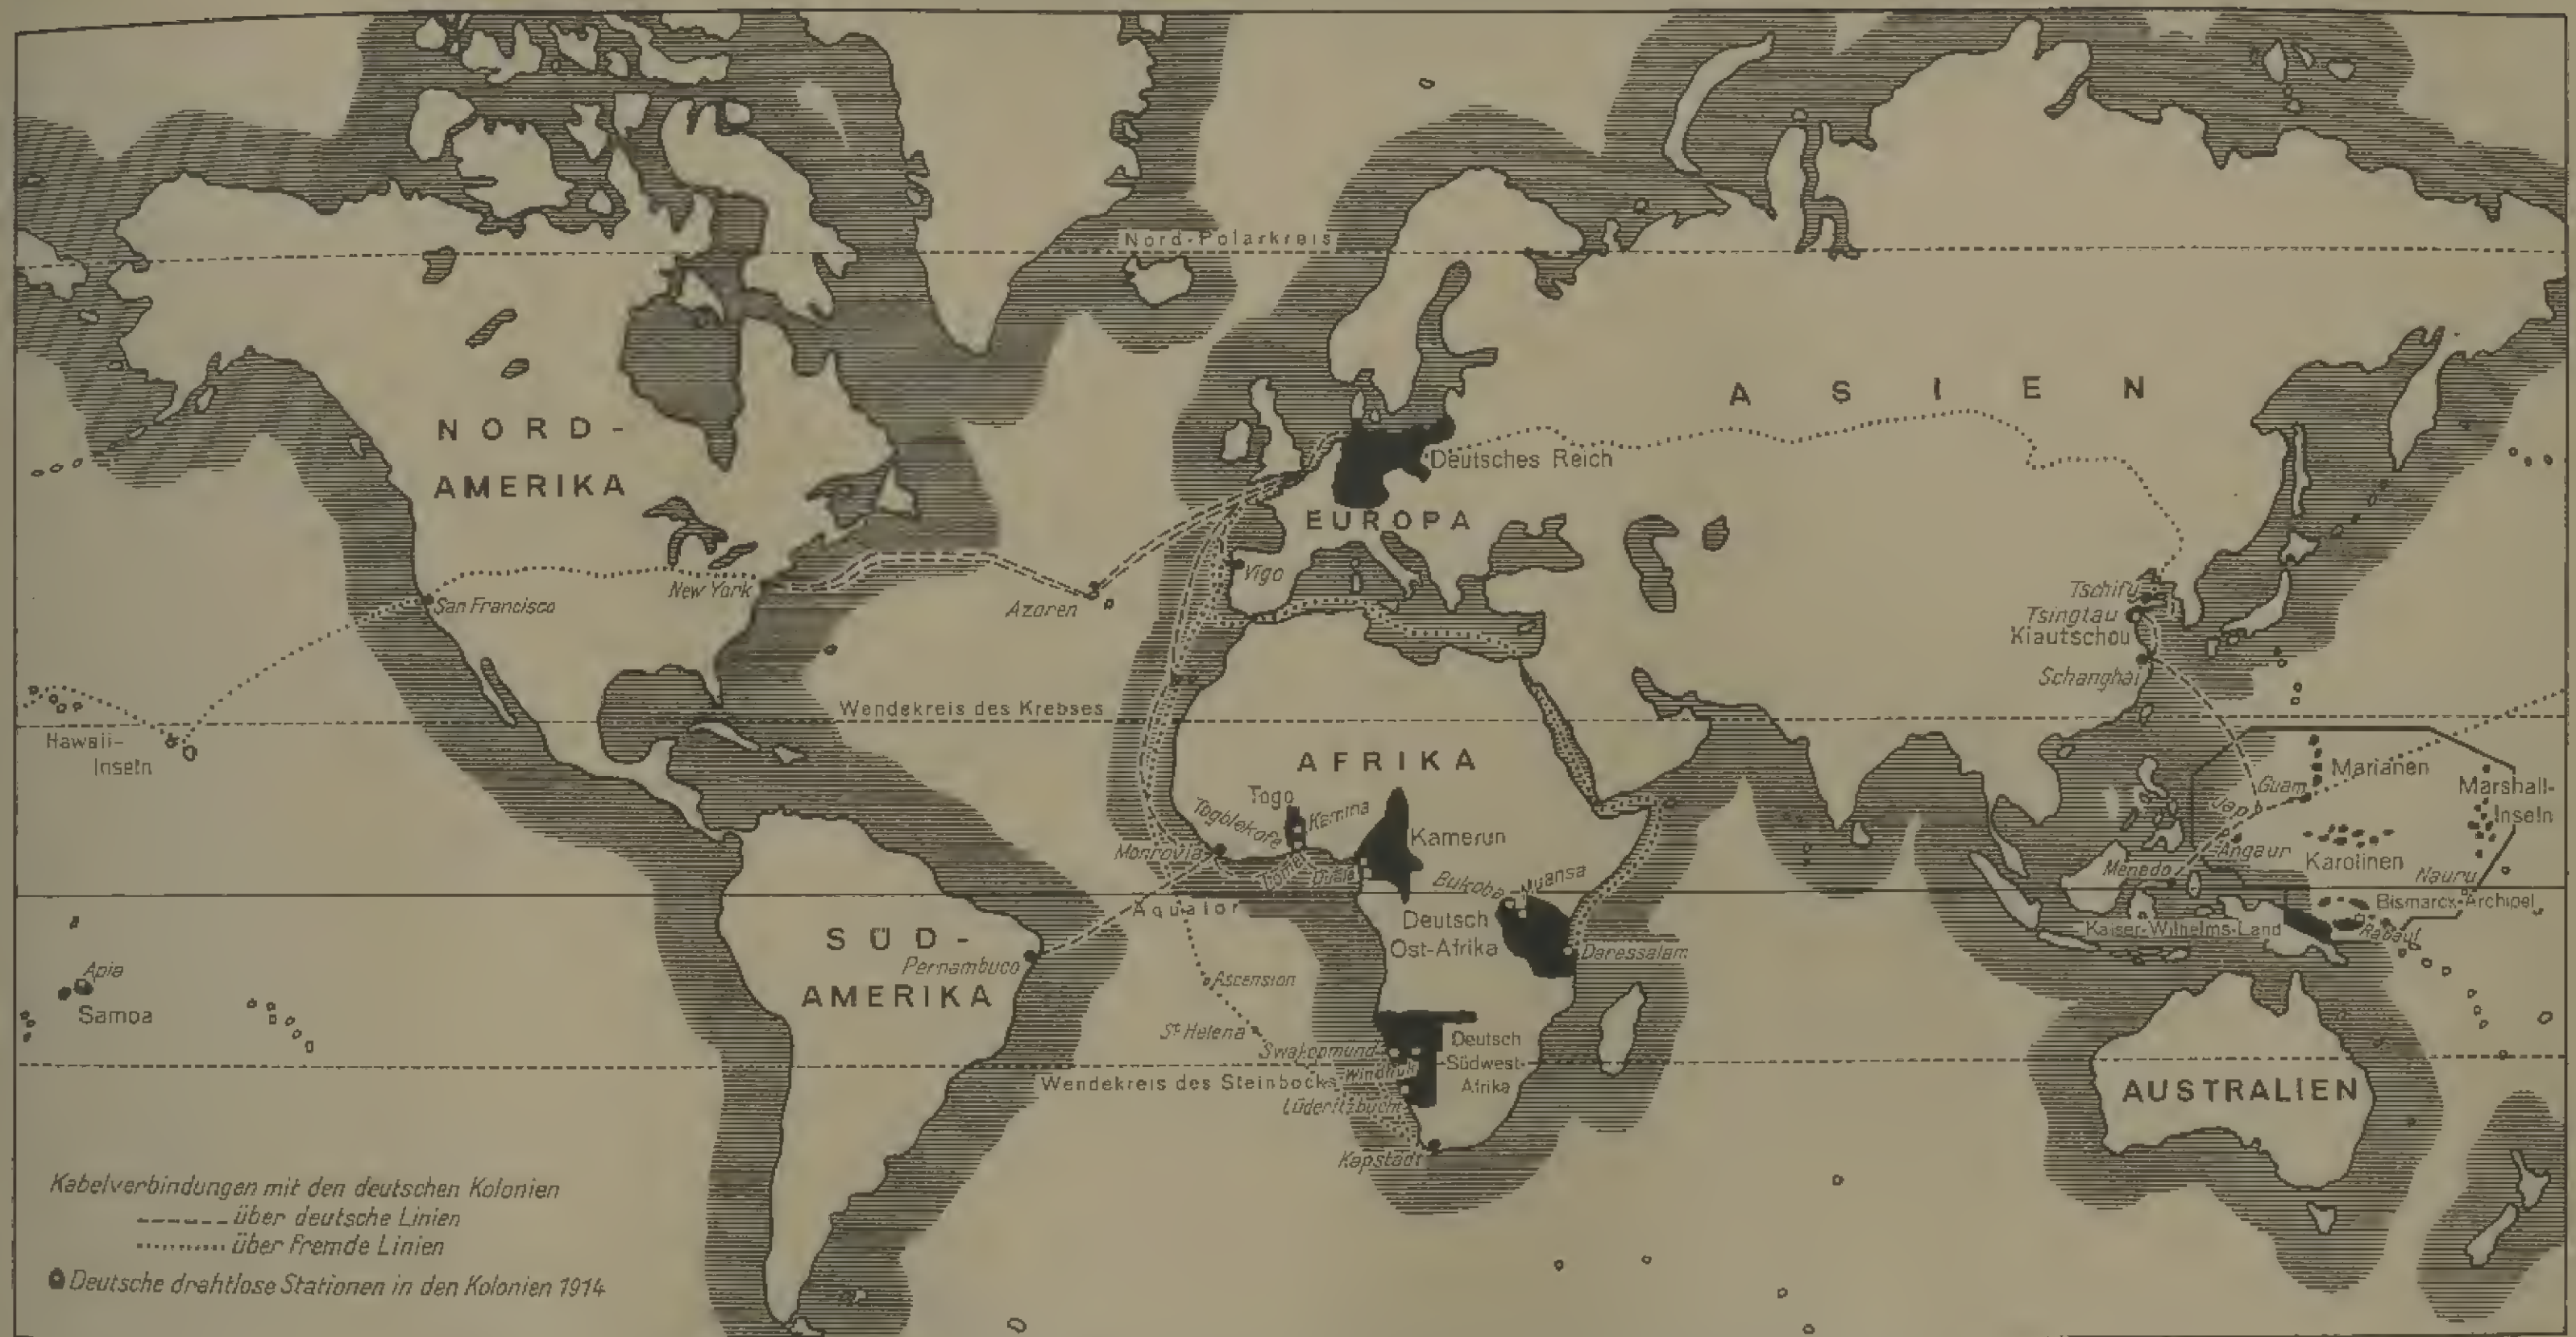 Nord-Polarkreis
NORD-
AMERIKA
ASIEN
Deutsches Reich
EUROPA
Vigo
New York
San Francisco
Azoren
Tschifu
Tsingtau
Kiautschou
Schanghai
Wendekreis des Krebses
Hawaii-
Inseln
AFRIKA
Togo
Togblekofe
Kamina
Kamerun
Monrovia
Lome
Duala
Bukoba
Muansa
Guam
Jap
Marianen
Marshall-
Inseln
Angaur
Karolinen
Menedo
Nauru
Äquator
Bismarck-Archipel
Kaiser-Wilhelms-Land
Rabaul
SÜD-
AMERIKA
Pernambuco
Deutsch
Ost-Afrika
Daressalam
Ascension
Apia
Samoa
St Helena
Swakopmund
Windhuk
Deutsch
Südwest-
Afrika
Wendekreis des Steinbocks
Lüderitzbucht
Kapstadt
AUSTRALIEN
Kabelverbindungen mit den deutschen Kolonien
über deutsche Linien
über Fremde Linien
Deutsche drahtlose Stationen in den Kolonien 1914